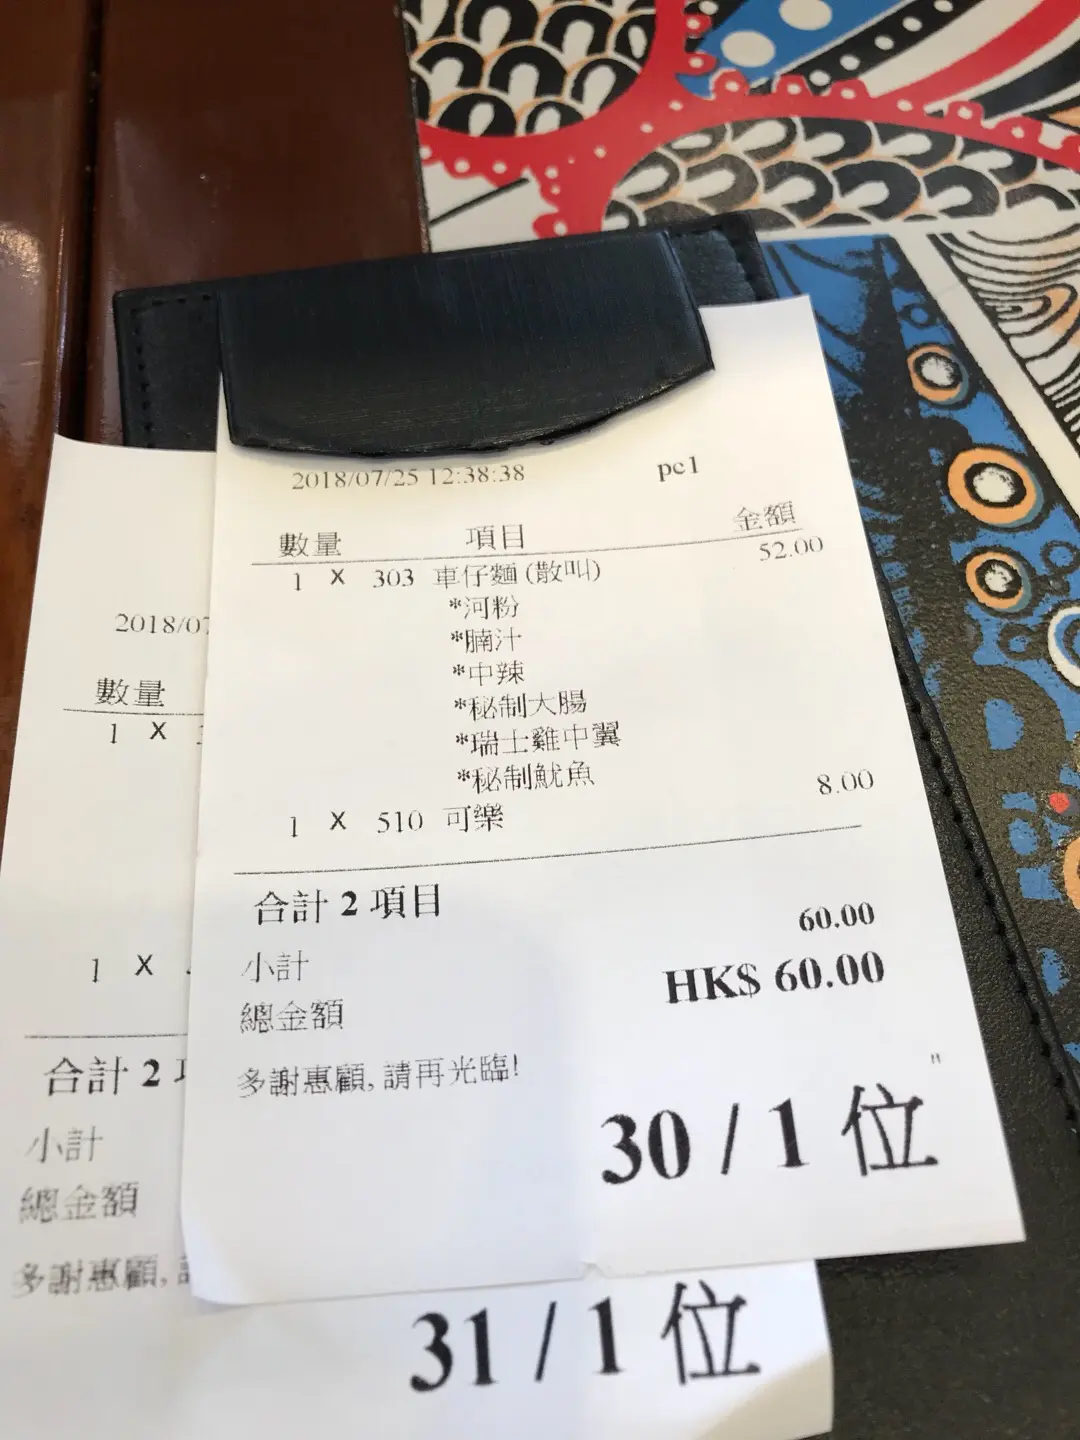 2018/07/25 12:38:38 pc1
數量 項目 金額
1 X 303 車仔麵 (散叫) 52.00
*河粉
*腩汁
*中辣
*秘制大腸
*瑞士雞中翼
*秘制魷魚
1 X 510 可樂 8.00
合計 2 項目
小計 60.00
總金額 HK$ 60.00
多謝惠顧, 請再光臨!
"
30 / 1 位
2018/07
數量
1 X
1 X
合計 2
小計
總金額
多謝惠顧,
31 / 1 位